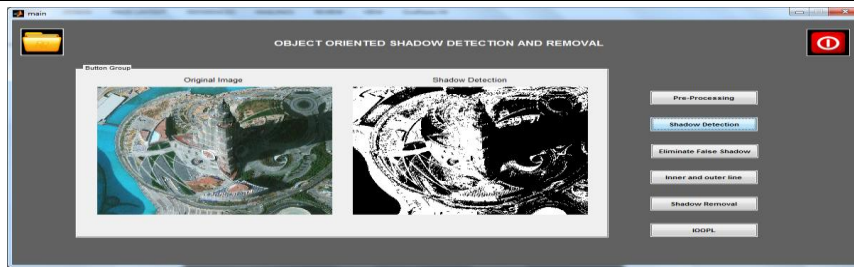 main
OBJECT ORIENTED SHADOW DETECTION AND REMOVAL
Button Group
Original Image
Shadow Detection
Pre-Processing
Shadow Detection
Eliminate False Shadow
Inner and outer line
Shadow Removal
IOOPL